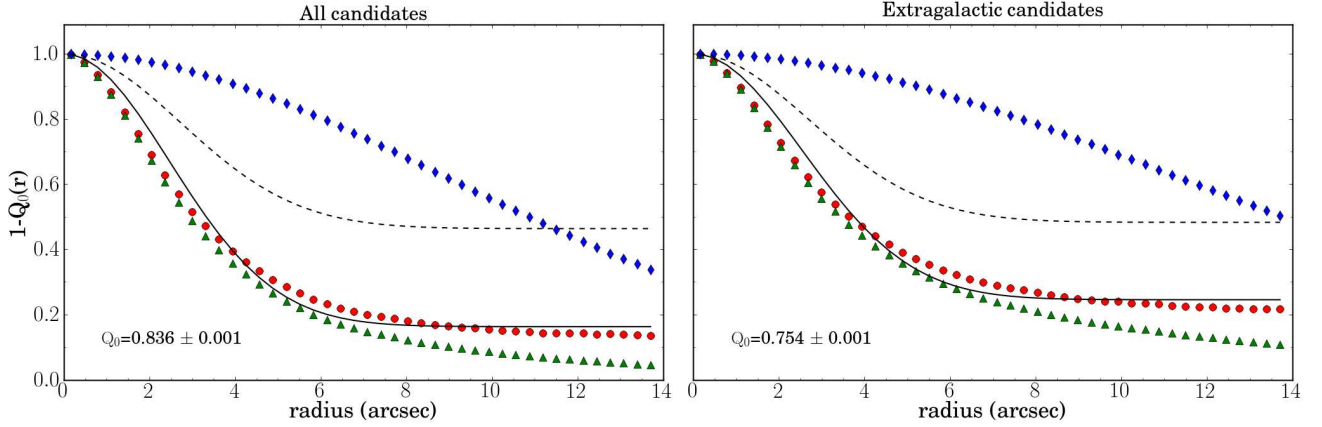 All candidates
1-Q₀(r)
1.0
0.8
0.6
0.4
0.2
0.0
Q₀=0.836 ± 0.001
0 2 4 6 8 10 12 14
radius (arcsec)
Extragalactic candidates
Q₀=0.754 ± 0.001
0 2 4 6 8 10 12 14
radius (arcsec)